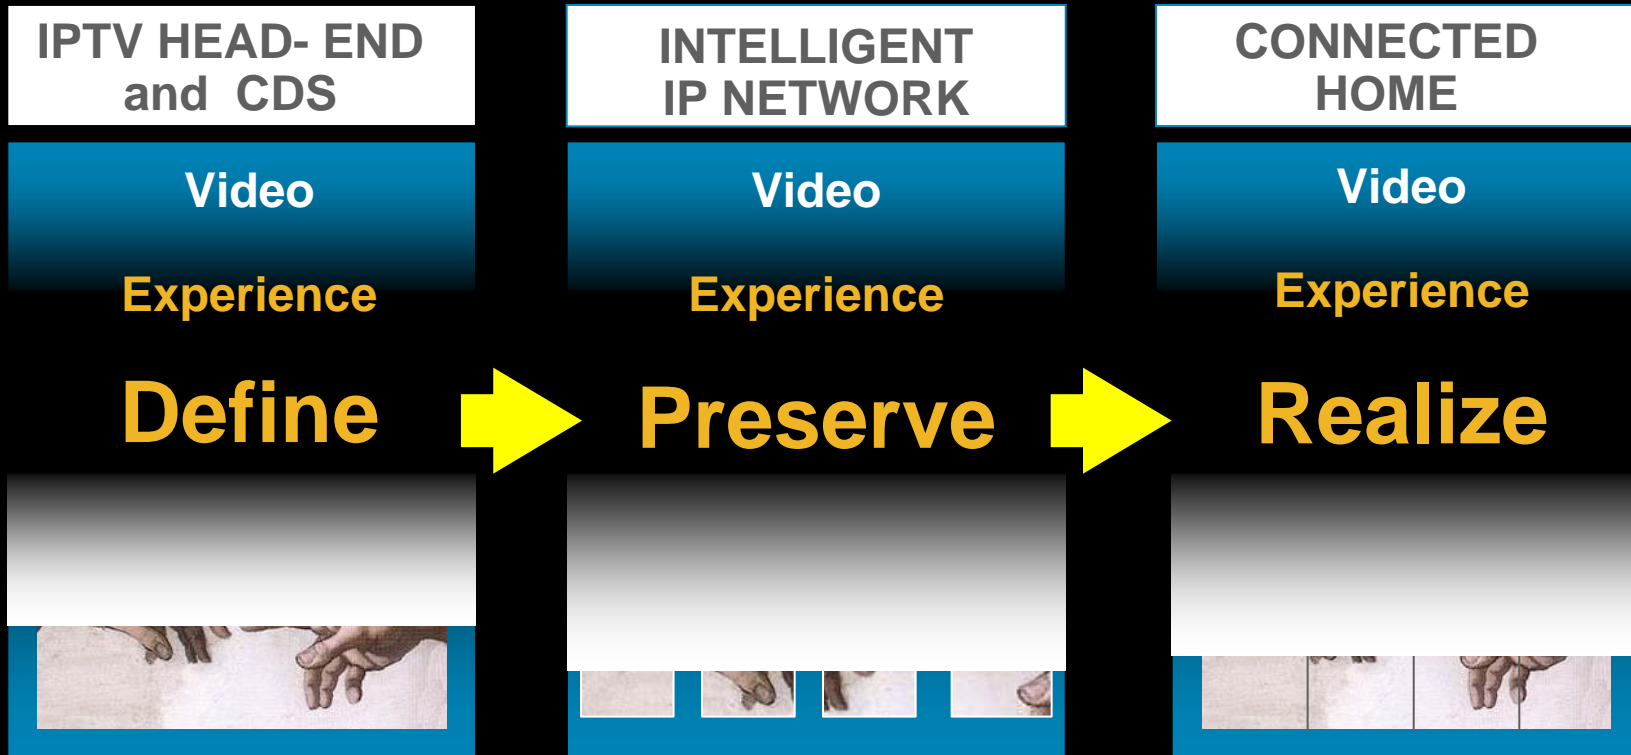 IPTV HEAD- END
and CDS
Video
Experience
Define
INTELLIGENT
IP NETWORK
Video
Experience
Preserve
CONNECTED
HOME
Video
Experience
Realize